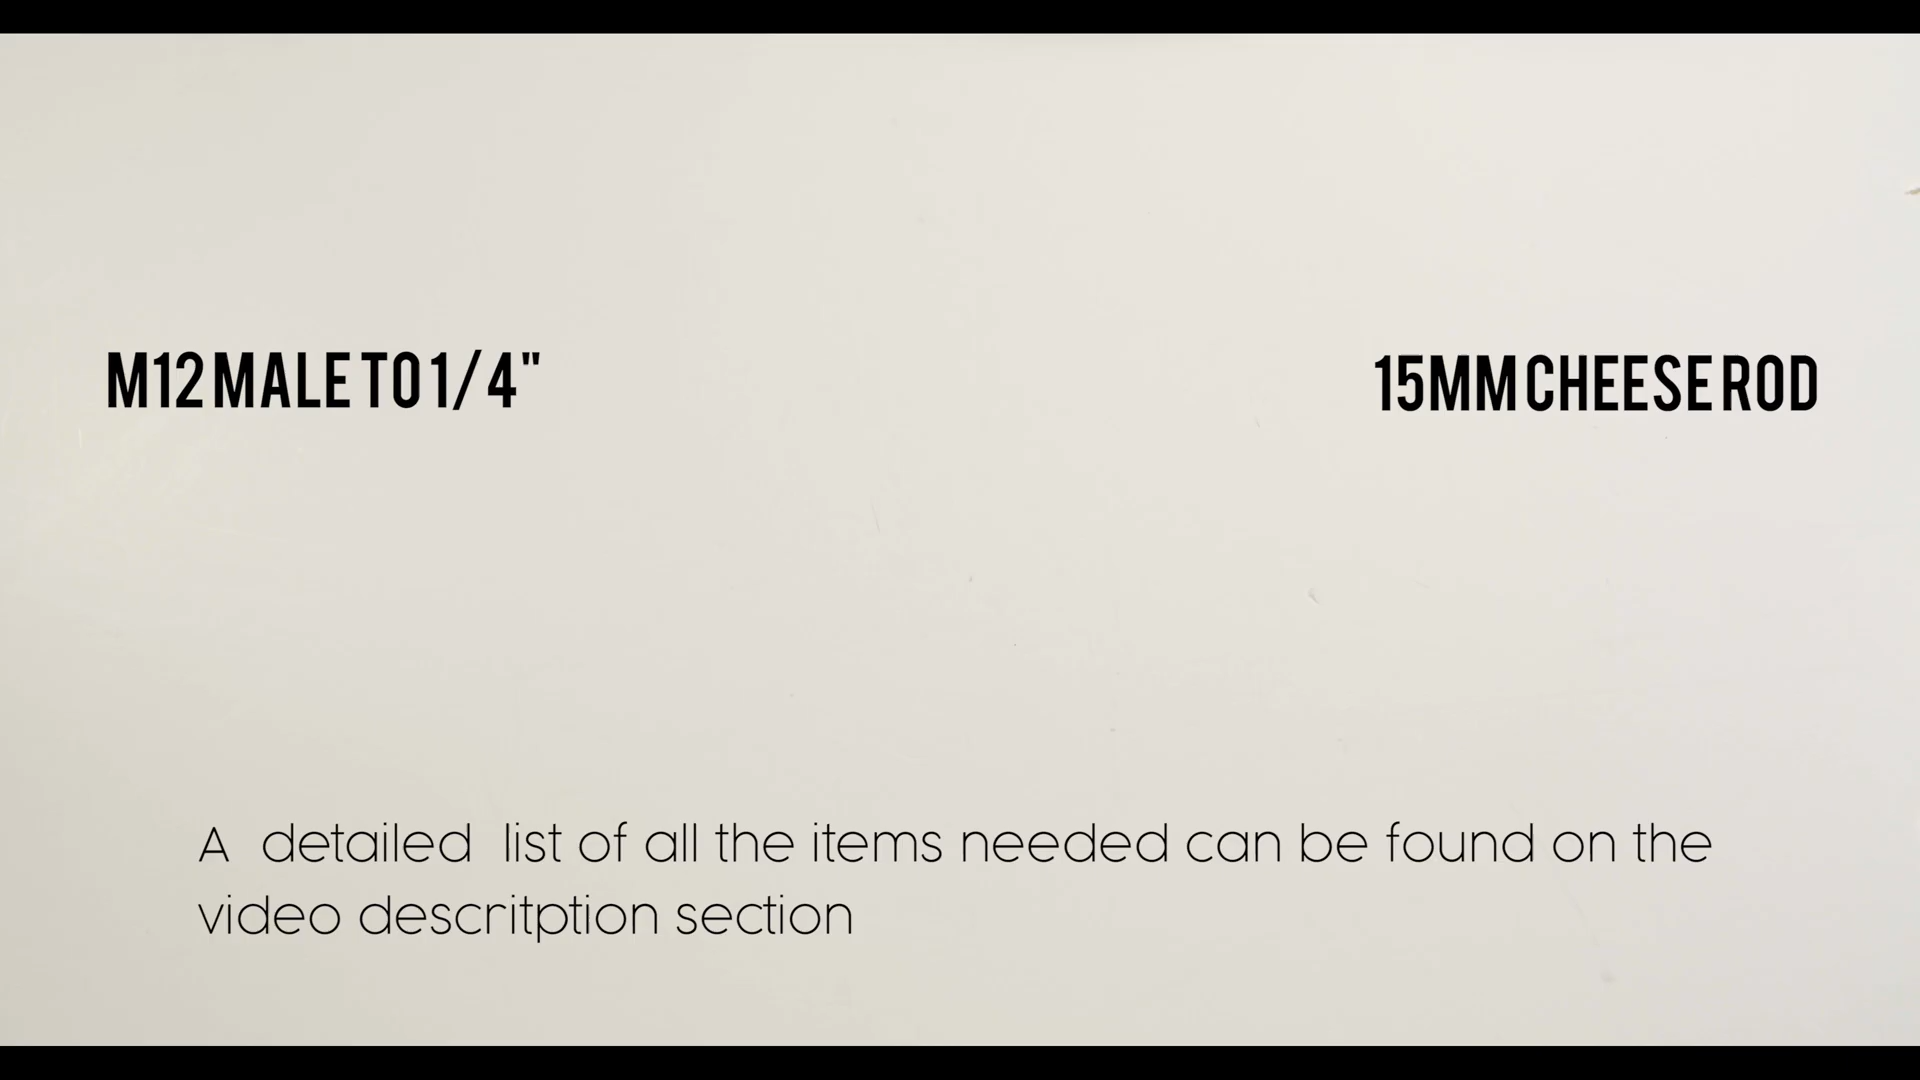 M12 MALE TO 1/4"
15MM CHEESE ROD
A detailed list of all the items needed can be found on the
video descritption section